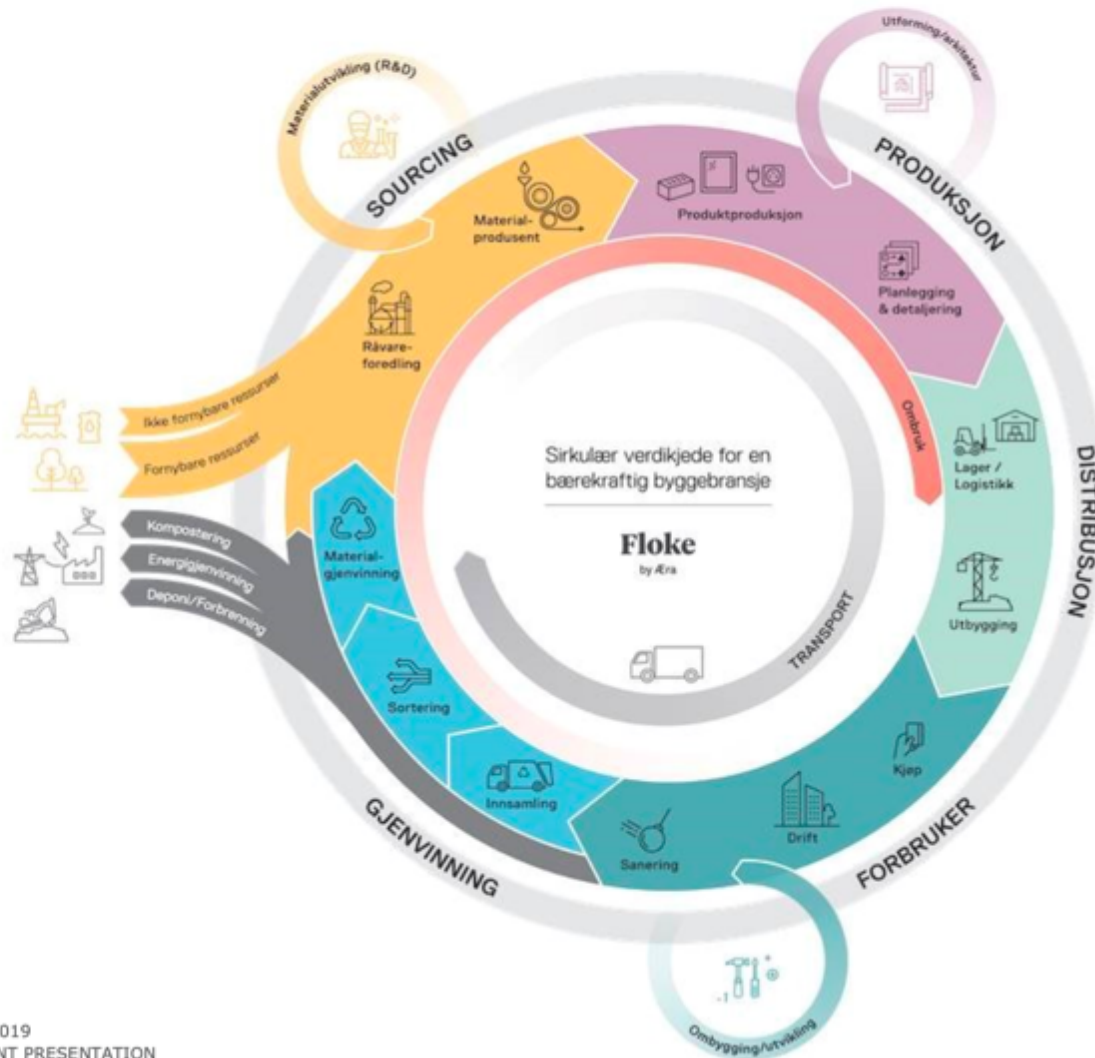 Materialutvikling (R&D)
Utforming/arkitektur
SOURCING
PRODUKSJON
Material-
produsent
Produktproduksjon
Planlegging
& detaljering
Råvare-
foredling
Ikke fornybare ressurser
Fornybare ressurser
Ombruk
Lager /
Logistikk
DISTRIBUSJON
Sirkulær verdikjede for en
bærekraftig byggebransje
Floke
by Æra
Kompostering
Energigjenvinning
Deponi/Forbrenning
Material-
gjenvinning
Utbygging
TRANSPORT
Sortering
Kjøp
Innsamling
Drift
Sanering
GJENVINNING
FORBRUKER
-1
Ombygging/utvikling
019
NT PRESENTATION